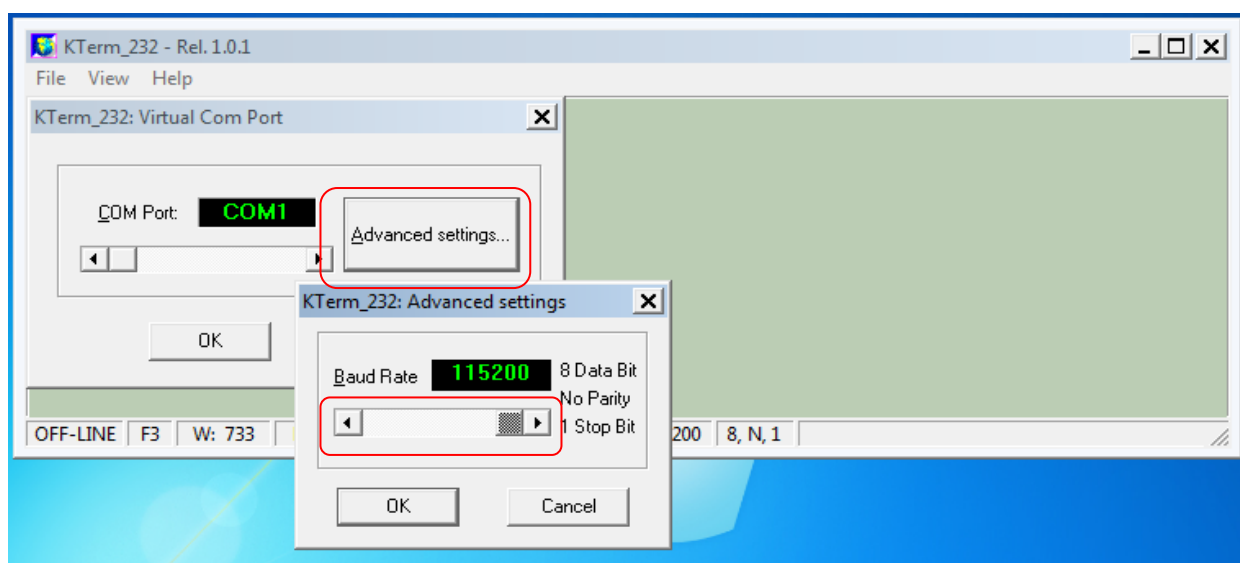 KTerm_232 - Rel. 1.0.1
File View Help
KTerm_232: Virtual Com Port
COM Port: COM1
Advanced settings...
OK
KTerm_232: Advanced settings
Baud Rate 115200
8 Data Bit
No Parity
1 Stop Bit
OK Cancel
OFF-LINE F3 W: 733 200 8, N, 1